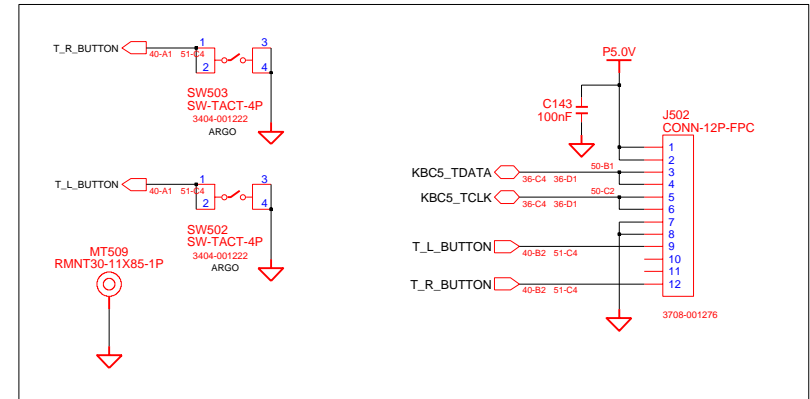 T_R_BUTTON
40-A1 51-C4
1
2
3
4
SW503
SW-TACT-4P
3404-001222
ARGO
T_L_BUTTON
40-A1 51-C4
1
2
3
4
SW502
SW-TACT-4P
3404-001222
ARGO
MT509
RMNT30-11X85-1P
P5.0V
C143
100nF
J502
CONN-12P-FPC
KBC5_TDATA
36-C4 36-D1
50-B1
KBC5_TCLK
36-C4 36-D1
50-C2
T_L_BUTTON
40-B2 51-C4
T_R_BUTTON
40-B2 51-C4
1
2
3
4
5
6
7
8
9
10
11
12
3708-001276